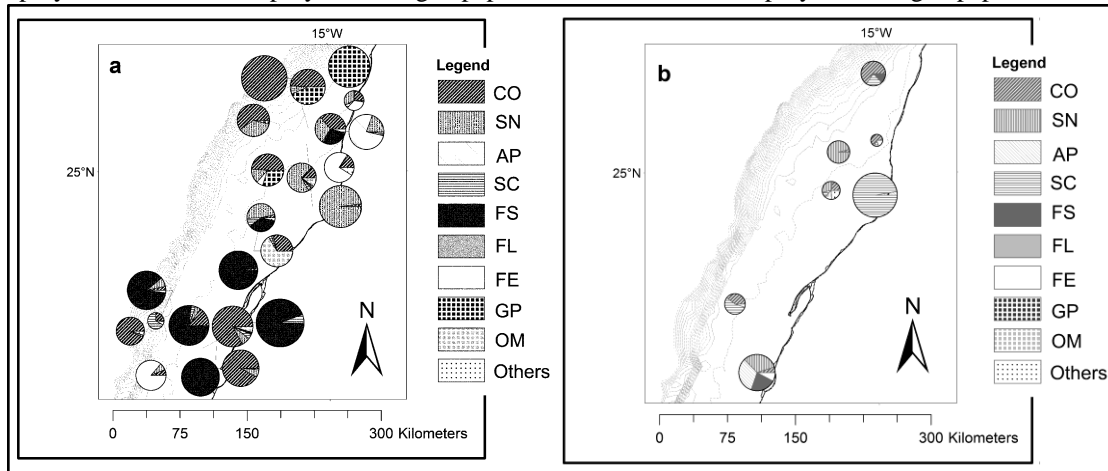 15°W
a
25°N
Legend
CO
SN
AP
SC
FS
FL
FE
GP
OM
Others
N
0 75 150 300 Kilometers
15°W
b
25°N
Legend
CO
SN
AP
SC
FS
FL
FE
GP
OM
Others
N
0 75 150 300 Kilometers